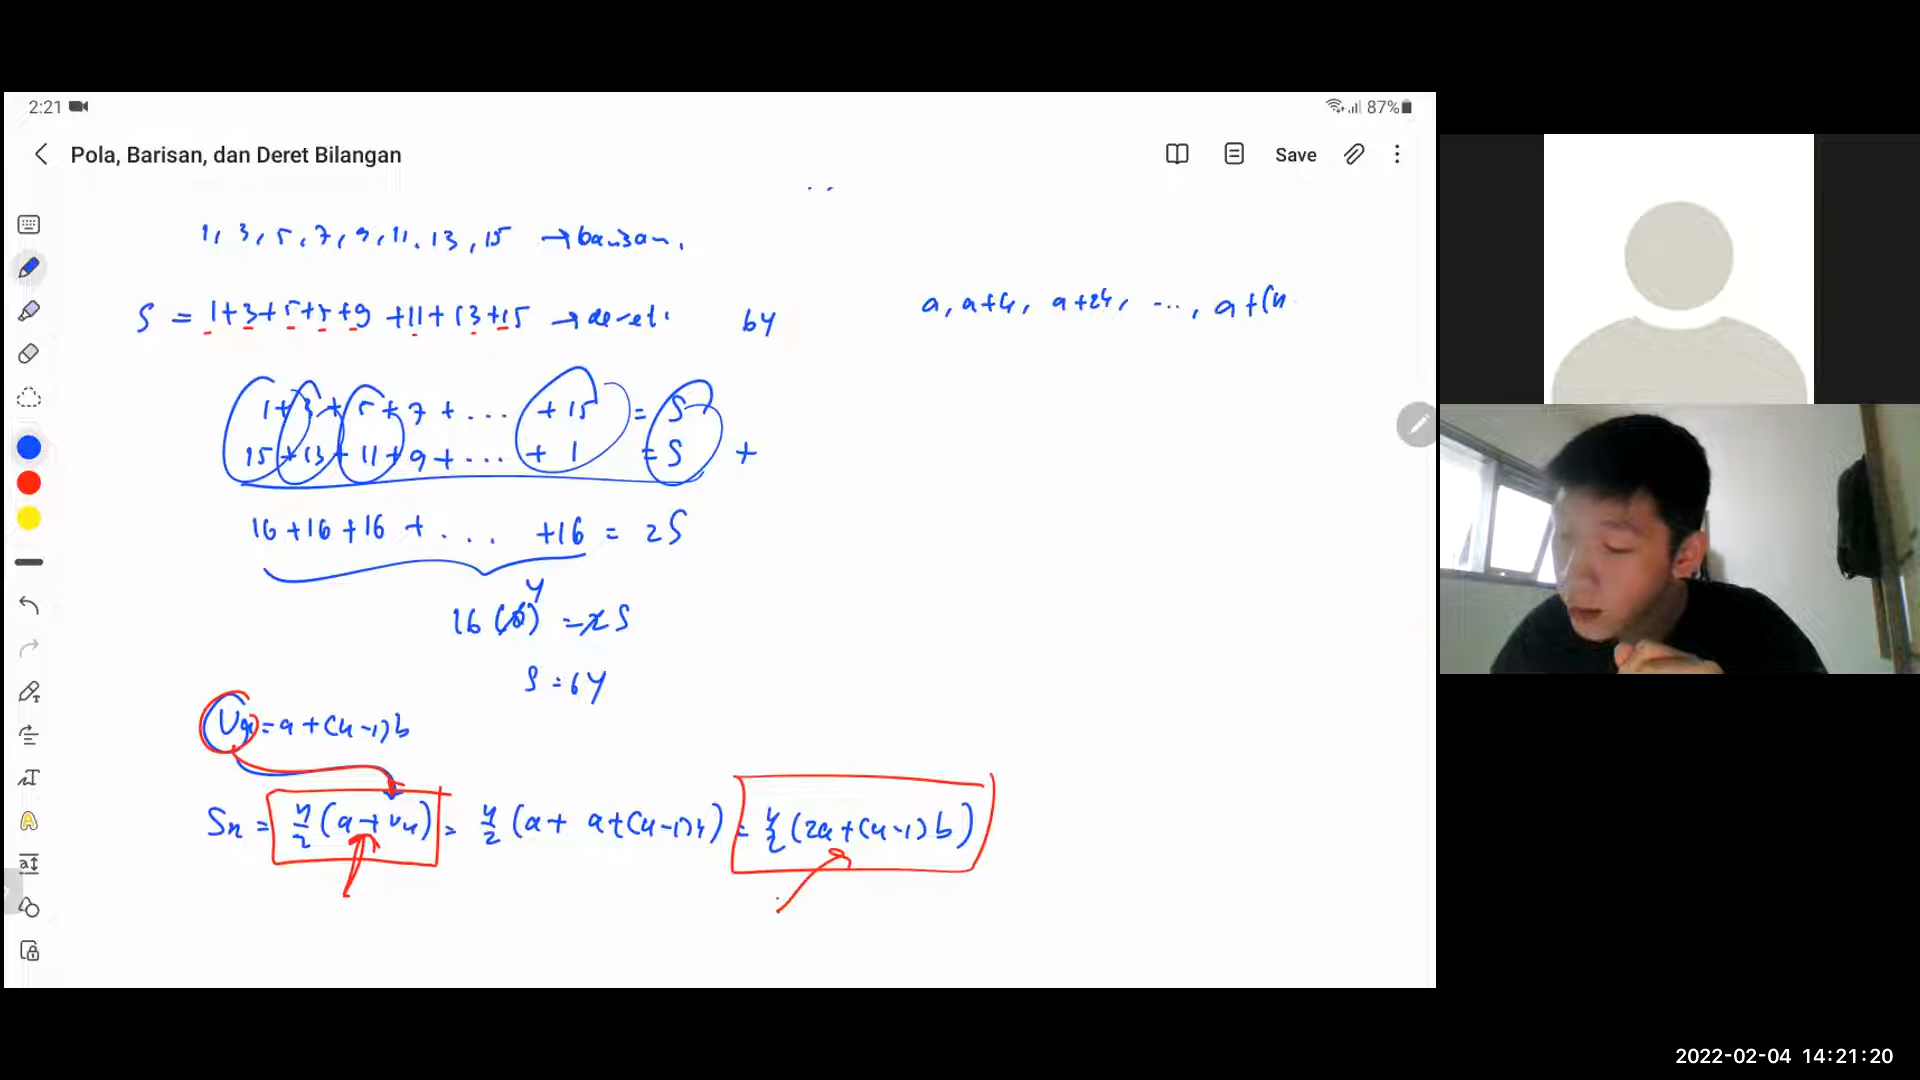 2:21 87%
Pola, Barisan, dan Deret Bilangan
Save
1, 3, 5, 7, 9, 11, 13, 15 → barisan.
S = 1+3+5+7+9+11+13+15 → deret. 64
a, a+b, a+2b, ..., a+(n
1+3+5+7+...+15 = S
15+13+11+9+...+1 = S +
16+16+16+...+16 = 2S
16(8) = 2S
4
S = 64
Un = a+(n-1)b
Sn = n/2 (a+Un) = n/2 (a+a+(n-1)b) = n/2 (2a+(n-1)b)
2022-02-04 14:21:20